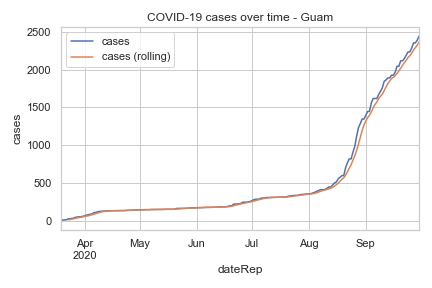 COVID-19 cases over time - Guam
cases
cases (rolling)
2500
2000
1500
1000
500
0
cases
Apr
2020
May
Jun
Jul
Aug
Sep
dateRep